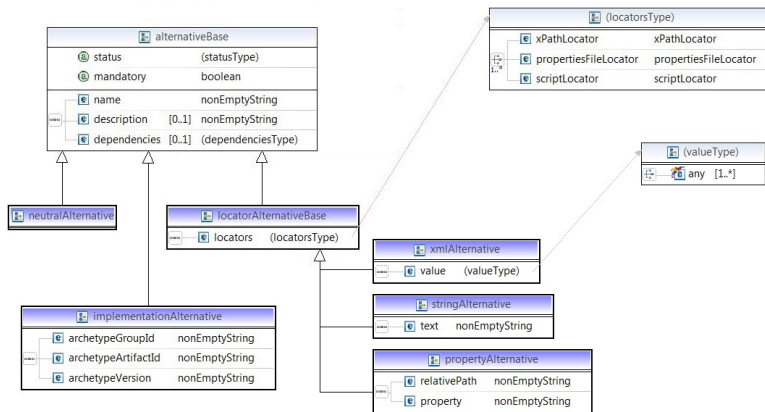 alternativeBase
status (statusType)
mandatory boolean
name nonEmptyString
description [0..1] nonEmptyString
dependencies [0..1] (dependenciesType)
(locatorsType)
xPathLocator xPathLocator
propertiesFileLocator propertiesFileLocator
scriptLocator scriptLocator
1..*
(valueType)
any [1..*]
neutralAlternative
locatorAlternativeBase
locators (locatorsType)
xmlAlternative
value (valueType)
implementationAlternative
archetypeGroupId nonEmptyString
archetypeArtifactId nonEmptyString
archetypeVersion nonEmptyString
stringAlternative
text nonEmptyString
propertyAlternative
relativePath nonEmptyString
property nonEmptyString